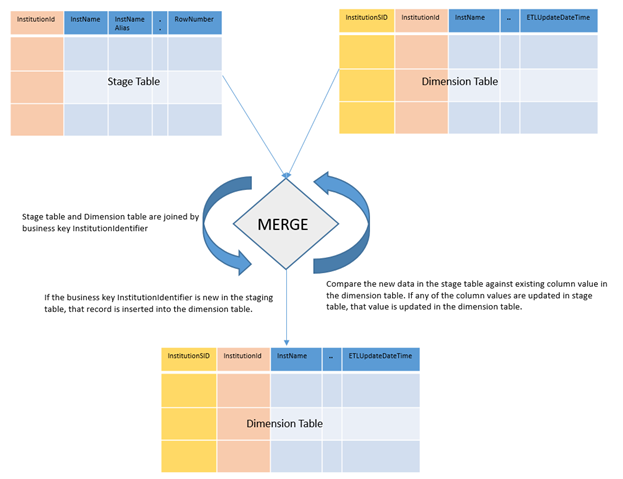 InstitutionId InstName InstName Alias . . RowNumber
Stage Table
InstitutionSID InstitutionId InstName .. ETLUpdateDateTime
Dimension Table
MERGE
Stage table and Dimension table are joined by
business key InstitutionIdentifier
If the business key InstitutionIdentifier is new in the staging
table, that record is inserted into the dimension table.
Compare the new data in the stage table against existing column value in
the dimension table. If any of the column values are updated in stage
table, that value is updated in the dimension table.
InstitutionSID InstitutionId InstName .. ETLUpdateDateTime
Dimension Table